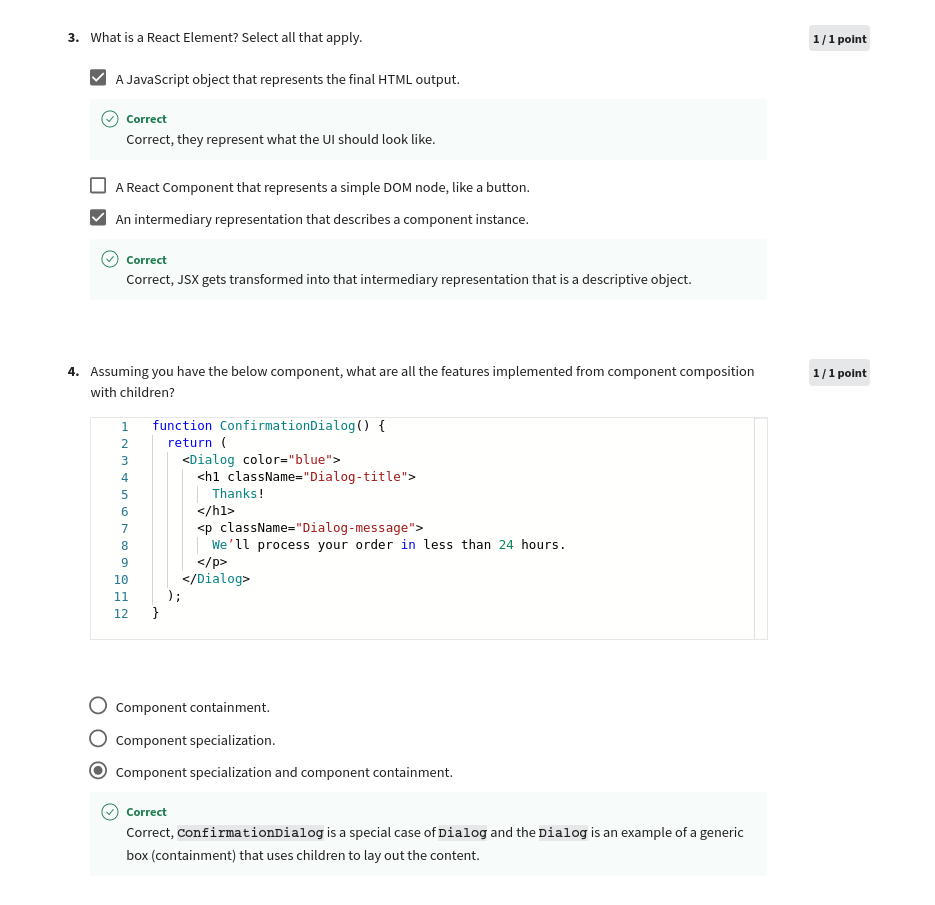 3. What is a React Element? Select all that apply.
1 / 1 point
A JavaScript object that represents the final HTML output.
Correct
Correct, they represent what the UI should look like.
A React Component that represents a simple DOM node, like a button.
An intermediary representation that describes a component instance.
Correct
Correct, JSX gets transformed into that intermediary representation that is a descriptive object.
4. Assuming you have the below component, what are all the features implemented from component composition
with children?
1 / 1 point
1 function ConfirmationDialog() {
2   return (
3     <Dialog color="blue">
4       <h1 className="Dialog-title">
5         Thanks!
6       </h1>
7       <p className="Dialog-message">
8         We’ll process your order in less than 24 hours.
9       </p>
10     </Dialog>
11   );
12 }
Component containment.
Component specialization.
Component specialization and component containment.
Correct
Correct, ConfirmationDialog is a special case of Dialog and the Dialog is an example of a generic
box (containment) that uses children to lay out the content.